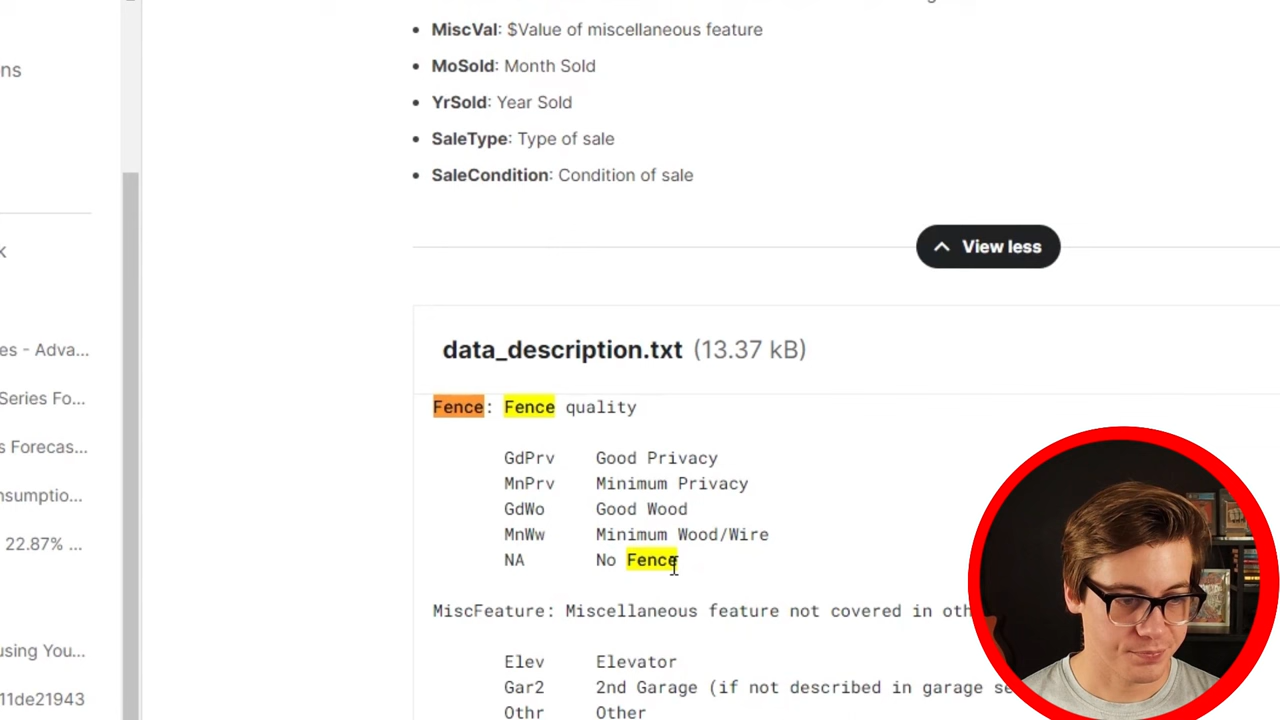 ns
MiscVal: $Value of miscellaneous feature
MoSold: Month Sold
YrSold: Year Sold
SaleType: Type of sale
SaleCondition: Condition of sale
k
View less
es - Adva...
data_description.txt (13.37 kB)
Series Fo...
Fence: Fence quality
s Forecas...
GdPrv Good Privacy
MnPrv Minimum Privacy
nsumptio...
GdWo Good Wood
MnWw Minimum Wood/Wire
22.87% ...
NA No Fence
MiscFeature: Miscellaneous feature not covered in oth
using You...
Elev Elevator
Gar2 2nd Garage (if not described in garage se
11de21943
Othr Other